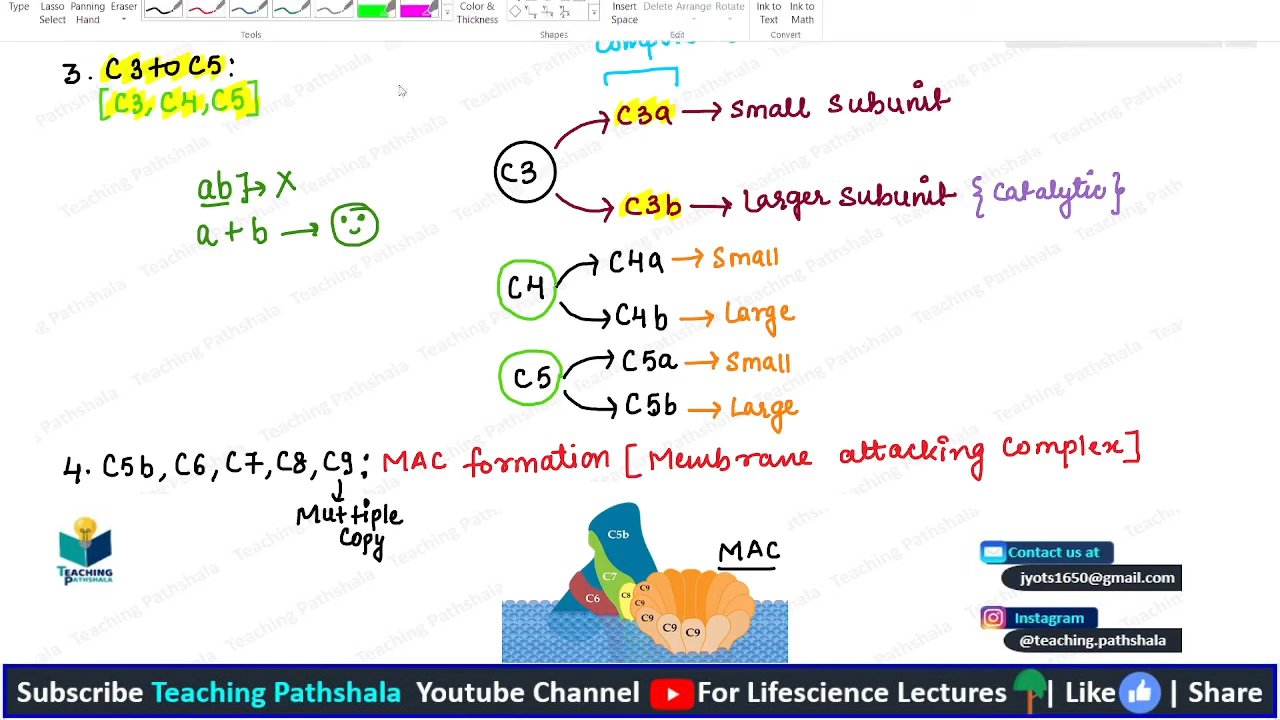 Type
Lasso
Select
Panning
Hand
Eraser
Color &
Thickness
Insert
Space
Delete
Arrange
Rotate
Ink to
Text
Ink to
Math
Tools
Shapes
Edit
Convert
3. C3 to C5:
[C3, C4, C5]
ab] → X
a + b →
C3
C3a → Small Subunit
C3b → Larger Subunit {Catalytic}
C4
C4a → Small
C4b → Large
C5
C5a → Small
C5b → Large
4. C5b, C6, C7, C8, C9: MAC formation [Membrane attacking Complex]
↓
Multiple
Copy
C5b
C7
C6
C8
C9
C9
C9
C9
C9
MAC
TEACHING
PATHSHALA
Contact us at
jyots1650@gmail.com
Instagram
@teaching.pathshala
Subscribe Teaching Pathshala Youtube Channel For Lifescience Lectures | Like | Share